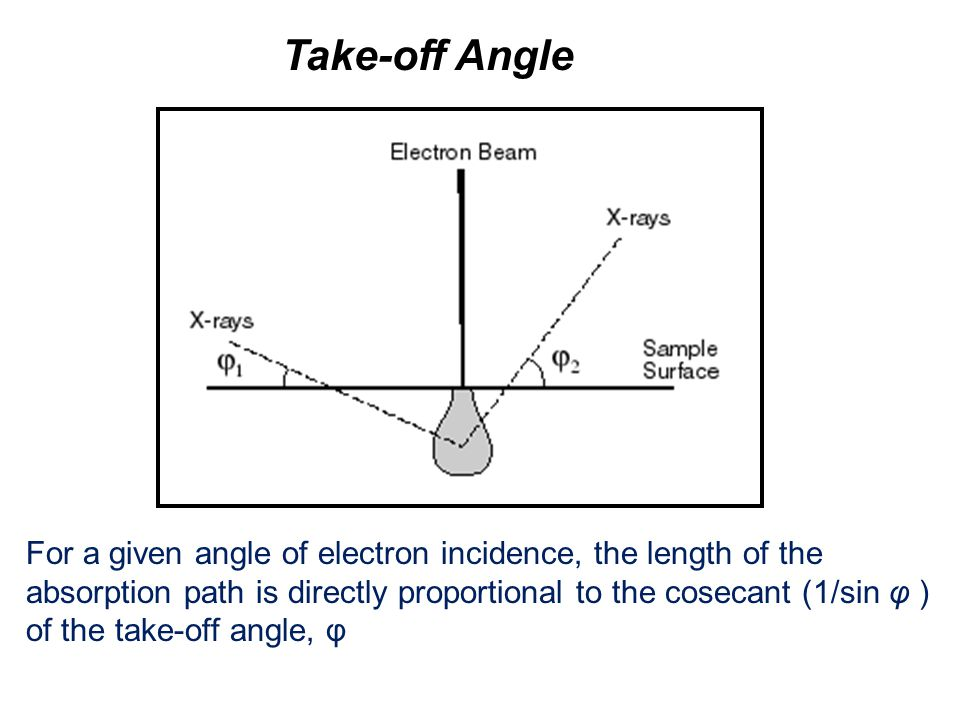 Take-off Angle
Electron Beam
X-rays
X-rays
φ1
φ2
Sample
Surface
For a given angle of electron incidence, the length of the
absorption path is directly proportional to the cosecant (1/sin φ )
of the take-off angle, φ